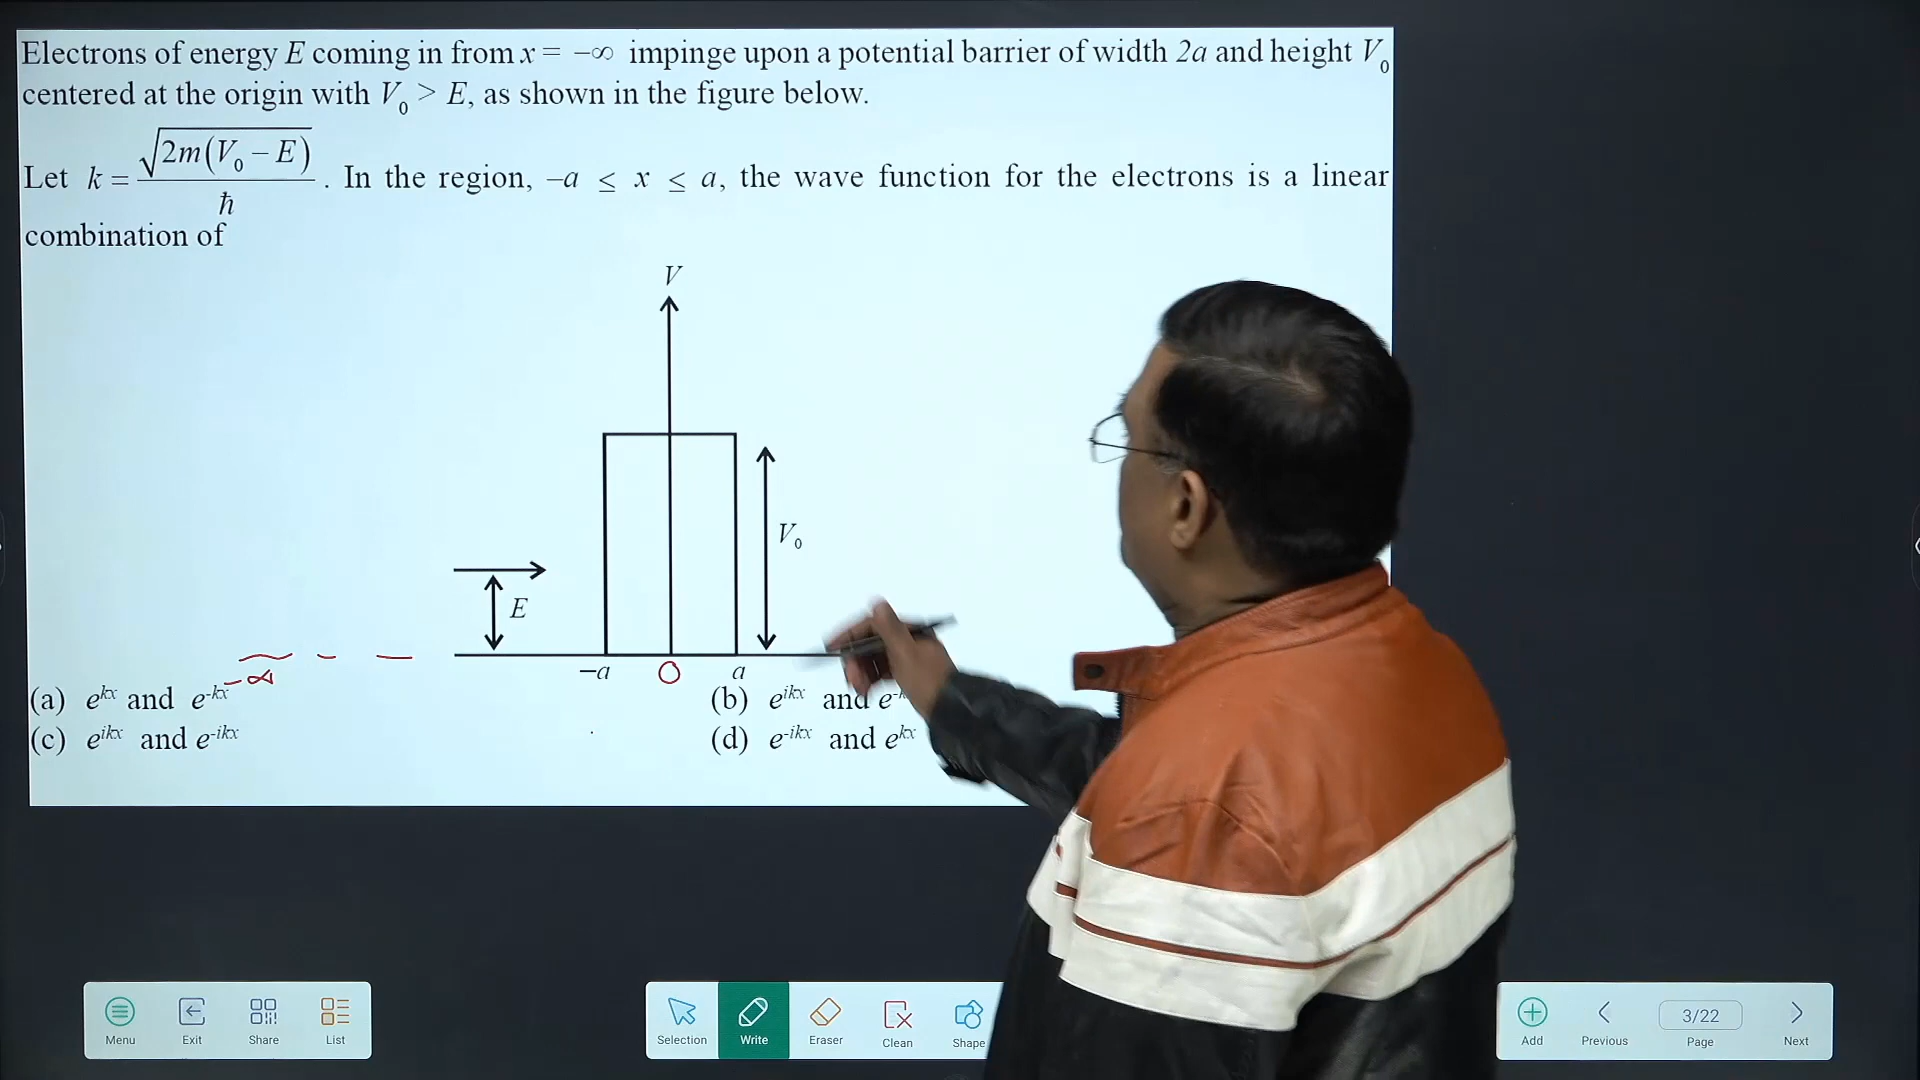 Electrons of energy E coming in from x = −∞ impinge upon a potential barrier of width 2a and height V₀
centered at the origin with V₀ > E, as shown in the figure below.
Let k = √2m(V₀ − E) / ħ . In the region, −a ≤ x ≤ a, the wave function for the electrons is a linear
combination of
V
V₀
E
−∞
−a O a
(a) e^{kx} and e^{-kx} (b) e^{ikx} and
(c) e^{ikx} and e^{-ikx} (d) e^{-ikx} and e^{kx}
Menu Exit Share List Selection Write Eraser Clean Shape Add Previous 3/22 Page Next